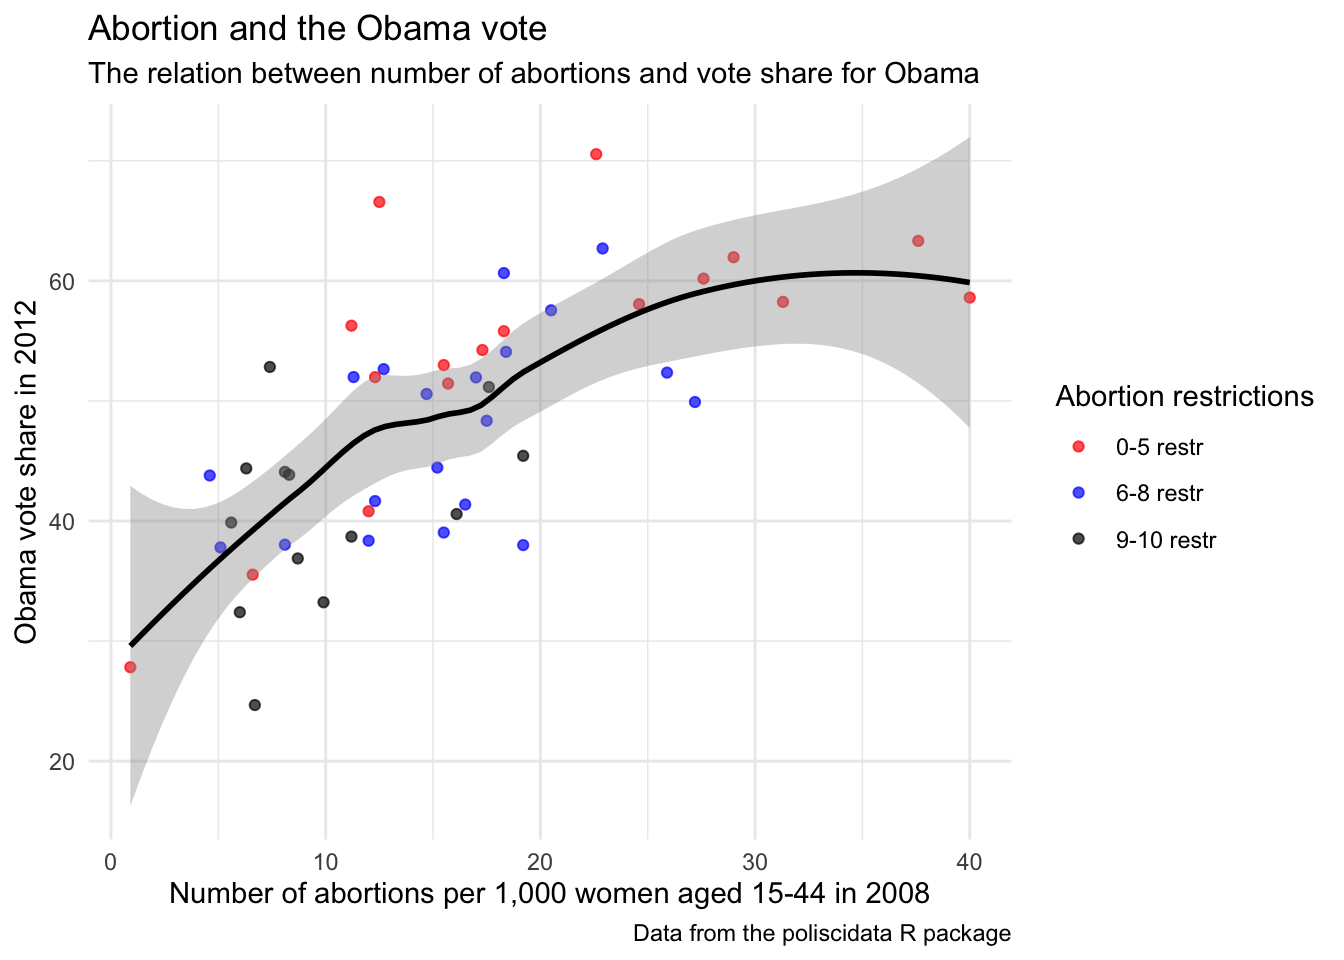 Abortion and the Obama vote
The relation between number of abortions and vote share for Obama
Obama vote share in 2012
60
40
20
0 10 20 30 40
Number of abortions per 1,000 women aged 15-44 in 2008
Data from the poliscidata R package
Abortion restrictions
0-5 restr
6-8 restr
9-10 restr